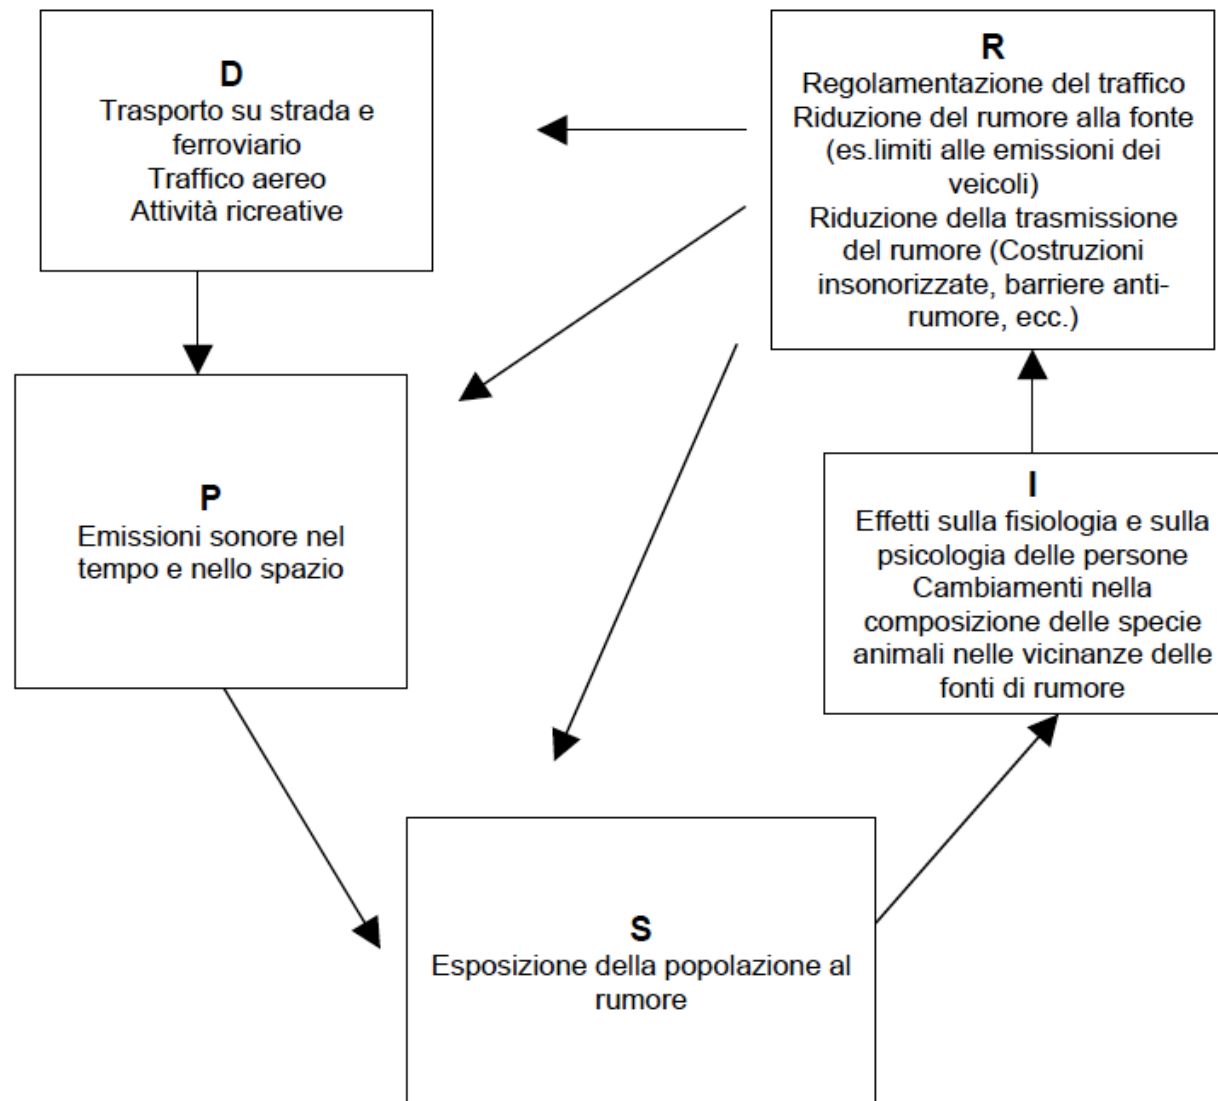 D
Trasporto su strada e
ferroviario
Traffico aereo
Attività ricreative
R
Regolamentazione del traffico
Riduzione del rumore alla fonte
(es.limiti alle emissioni dei
veicoli)
Riduzione della trasmissione
del rumore (Costruzioni
insonorizzate, barriere anti-
rumore, ecc.)
P
Emissioni sonore nel
tempo e nello spazio
I
Effetti sulla fisiologia e sulla
psicologia delle persone
Cambiamenti nella
composizione delle specie
animali nelle vicinanze delle
fonti di rumore
S
Esposizione della popolazione al
rumore